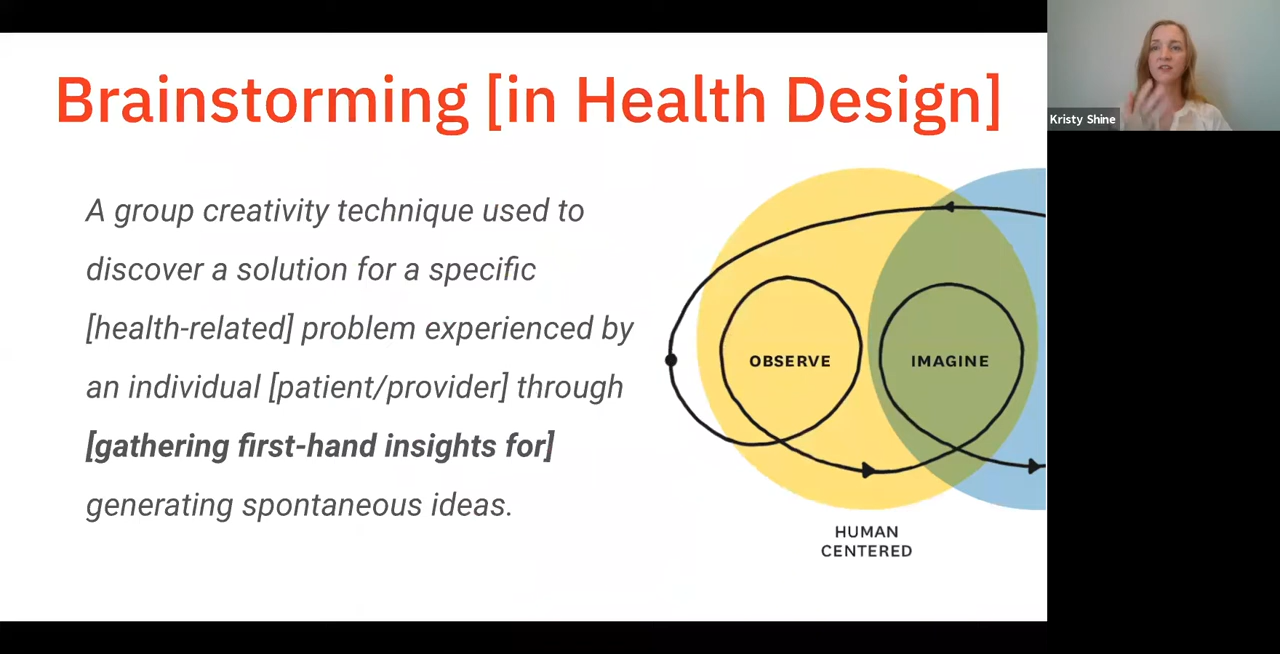 Brainstorming [in Health Design]
Kristy Shine
A group creativity technique used to
discover a solution for a specific
[health-related] problem experienced by
an individual [patient/provider] through
[gathering first-hand insights for]
generating spontaneous ideas.
OBSERVE
IMAGINE
HUMAN
CENTERED